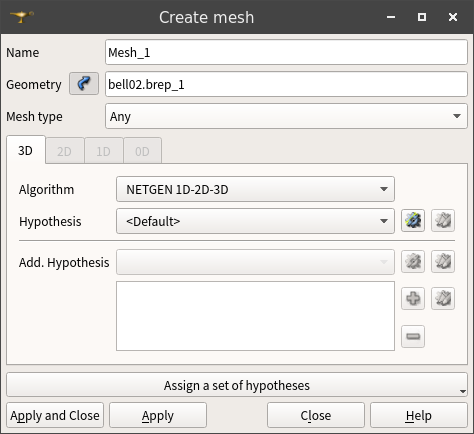 Create mesh
Name Mesh_1
Geometry bell02.brep_1
Mesh type Any
3D 2D 1D 0D
Algorithm NETGEN 1D-2D-3D
Hypothesis <Default>
Add. Hypothesis
Assign a set of hypotheses
Apply and Close Apply Close Help